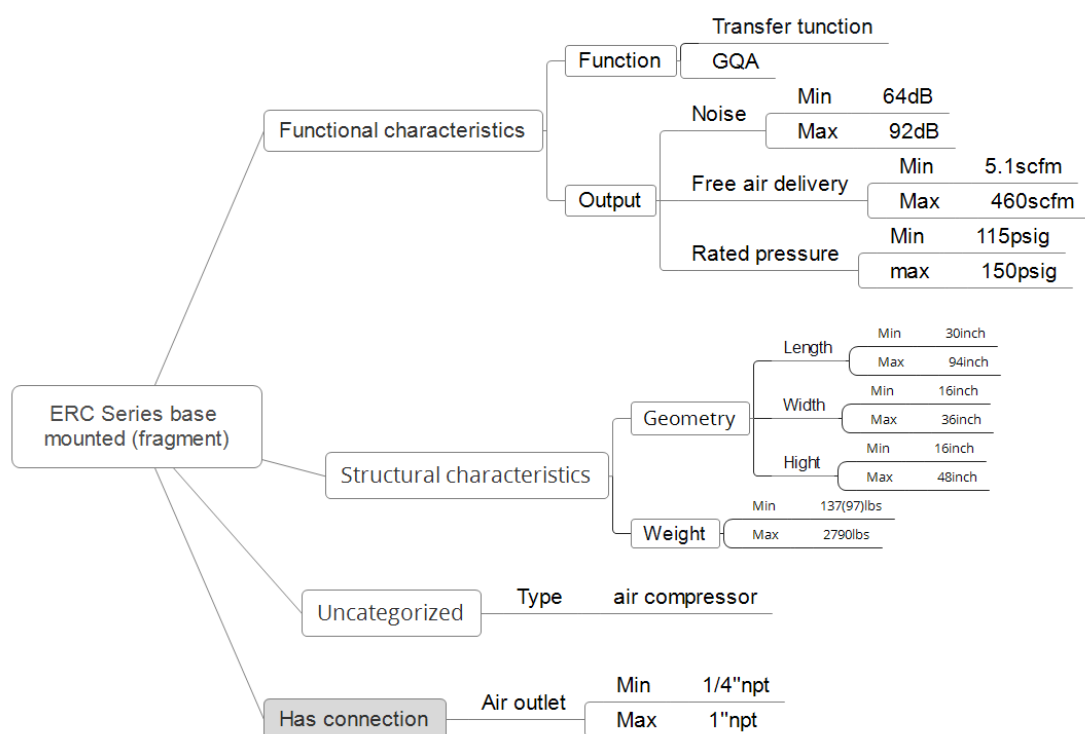 Transfer tunction
Function
GQA
Functional characteristics
Noise
Min 64dB
Max 92dB
Output
Free air delivery
Min 5.1scfm
Max 460scfm
Rated pressure
Min 115psig
max 150psig
ERC Series base
mounted (fragment)
Structural characteristics
Geometry
Length
Min 30inch
Max 94inch
Width
Min 16inch
Max 36inch
Hight
Min 16inch
Max 48inch
Weight
Min 137(97)lbs
Max 2790lbs
Uncategorized
Type air compressor
Has connection
Air outlet
Min 1/4"npt
Max 1"npt